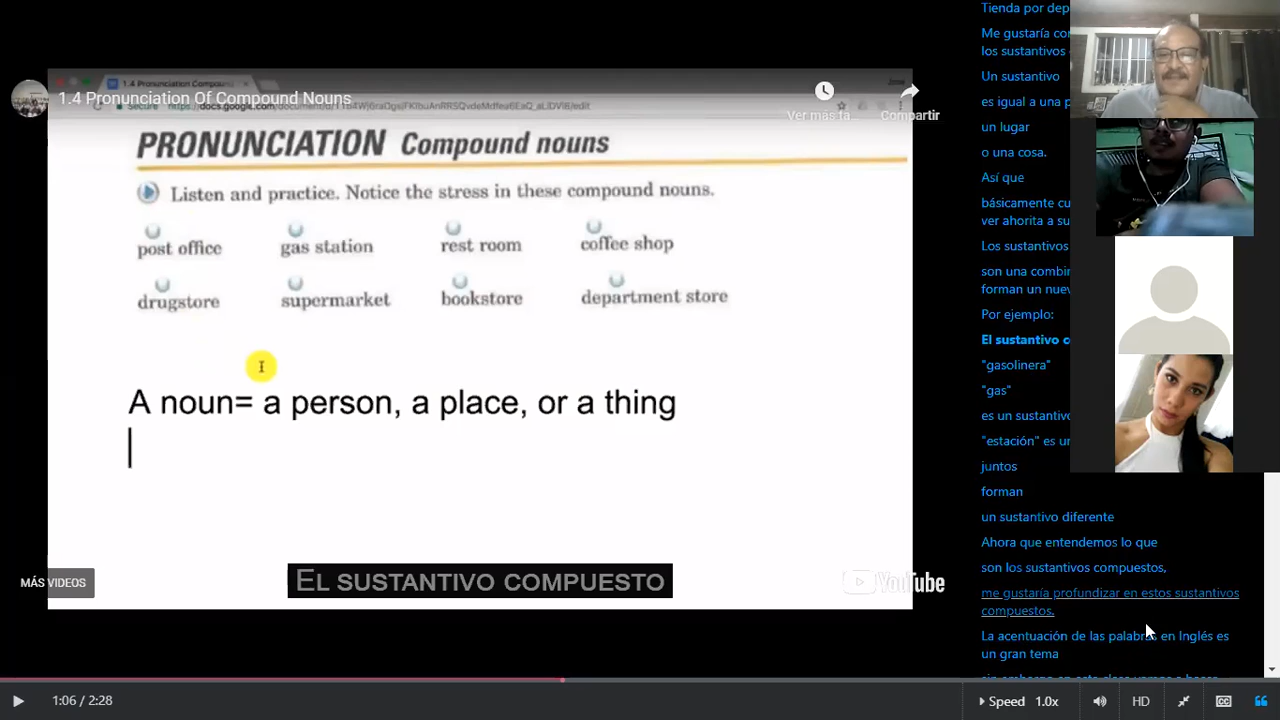 1.4 Pronunciation Of Compound Nouns
Ver más ta...
Compartir
PRONUNCIATION Compound nouns
Listen and practice. Notice the stress in these compound nouns.
post office gas station rest room coffee shop
drugstore supermarket bookstore department store
A noun= a person, a place, or a thing
EL SUSTANTIVO COMPUESTO
MÁS VIDEOS
YouTube
1:06 / 2:28
Speed 1.0x
HD
CC
Tienda por dep
Me gustaría co
los sustantivos
Un sustantivo
es igual a una p
un lugar
o una cosa.
Así que
básicamente cu
ver ahorita a su
Los sustantivos
son una combi
forman un nuev
Por ejemplo:
El sustantivo c
"gasolinera"
"gas"
es un sustantiv
"estación" es u
juntos
forman
un sustantivo diferente
Ahora que entendemos lo que
son los sustantivos compuestos,
me gustaría profundizar en estos sustantivos
compuestos.
La acentuación de las palabras en Inglés es
un gran tema